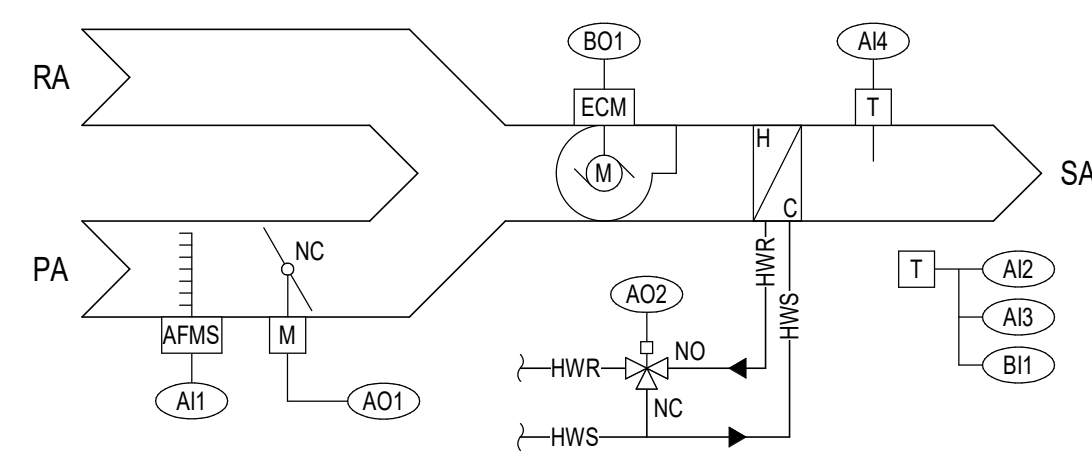 RA
BO1
AI4
ECM
T
H
M
C
SA
PA
NC
HWR
T
AI2
AO2
HWS
AI3
AFMS
M
NO
BI1
HWR
AI1
AO1
NC
HWS